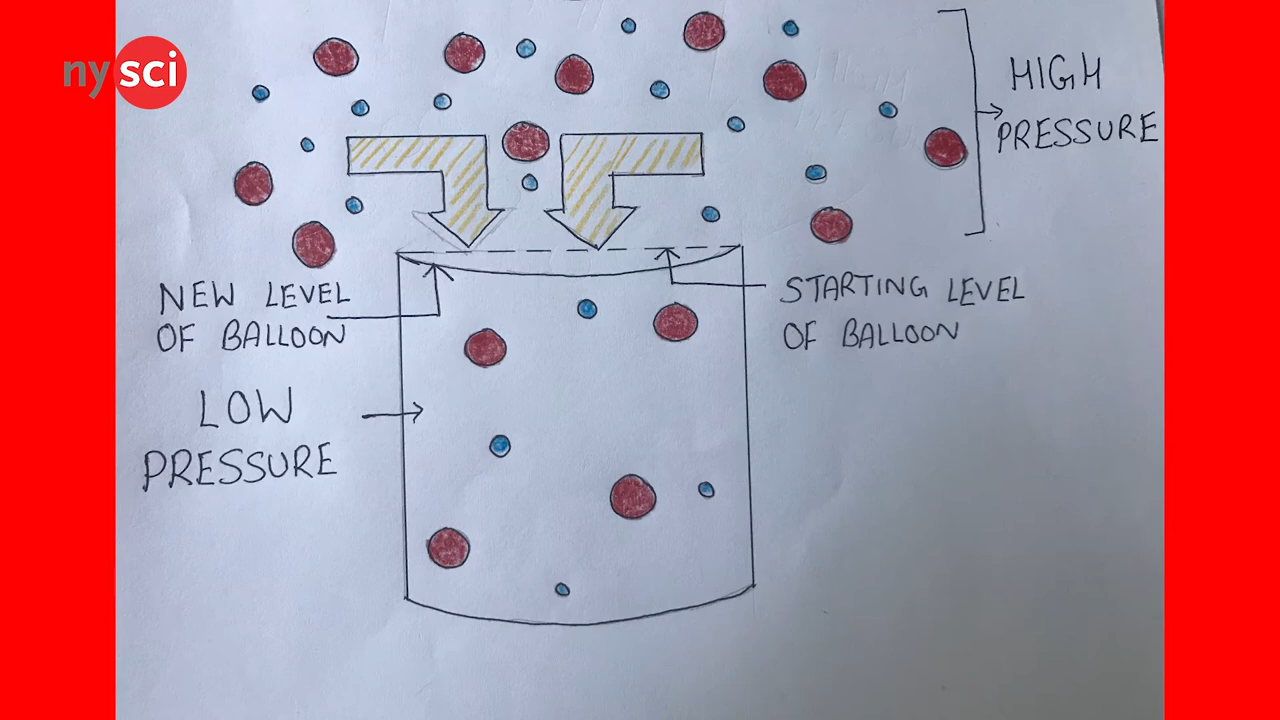 nysci
HIGH
PRESSURE
NEW LEVEL
OF BALLOON
STARTING LEVEL
OF BALLOON
LOW
PRESSURE